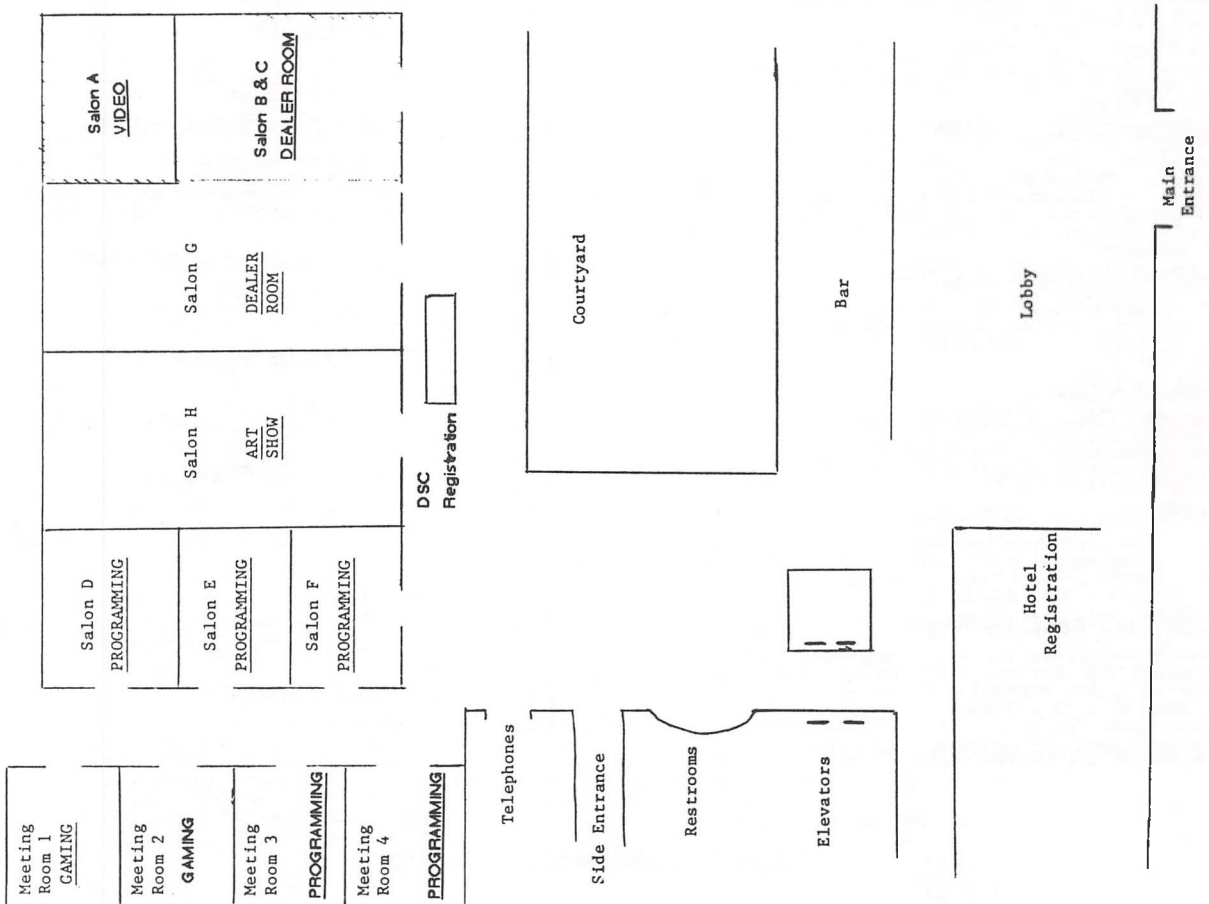 Salon A
VIDEO
Salon B & C
DEALER ROOM
Salon G
DEALER
ROOM
Salon H
ART
SHOW
DSC
Registration
Salon D
PROGRAMMING
Salon E
PROGRAMMING
Salon F
PROGRAMMING
Meeting
Room 1
GAMING
Meeting
Room 2
GAMING
Meeting
Room 3
PROGRAMMING
Meeting
Room 4
PROGRAMMING
Telephones
Side Entrance
Restrooms
Elevators
Courtyard
Bar
Lobby
Main
Entrance
Hotel
Registration